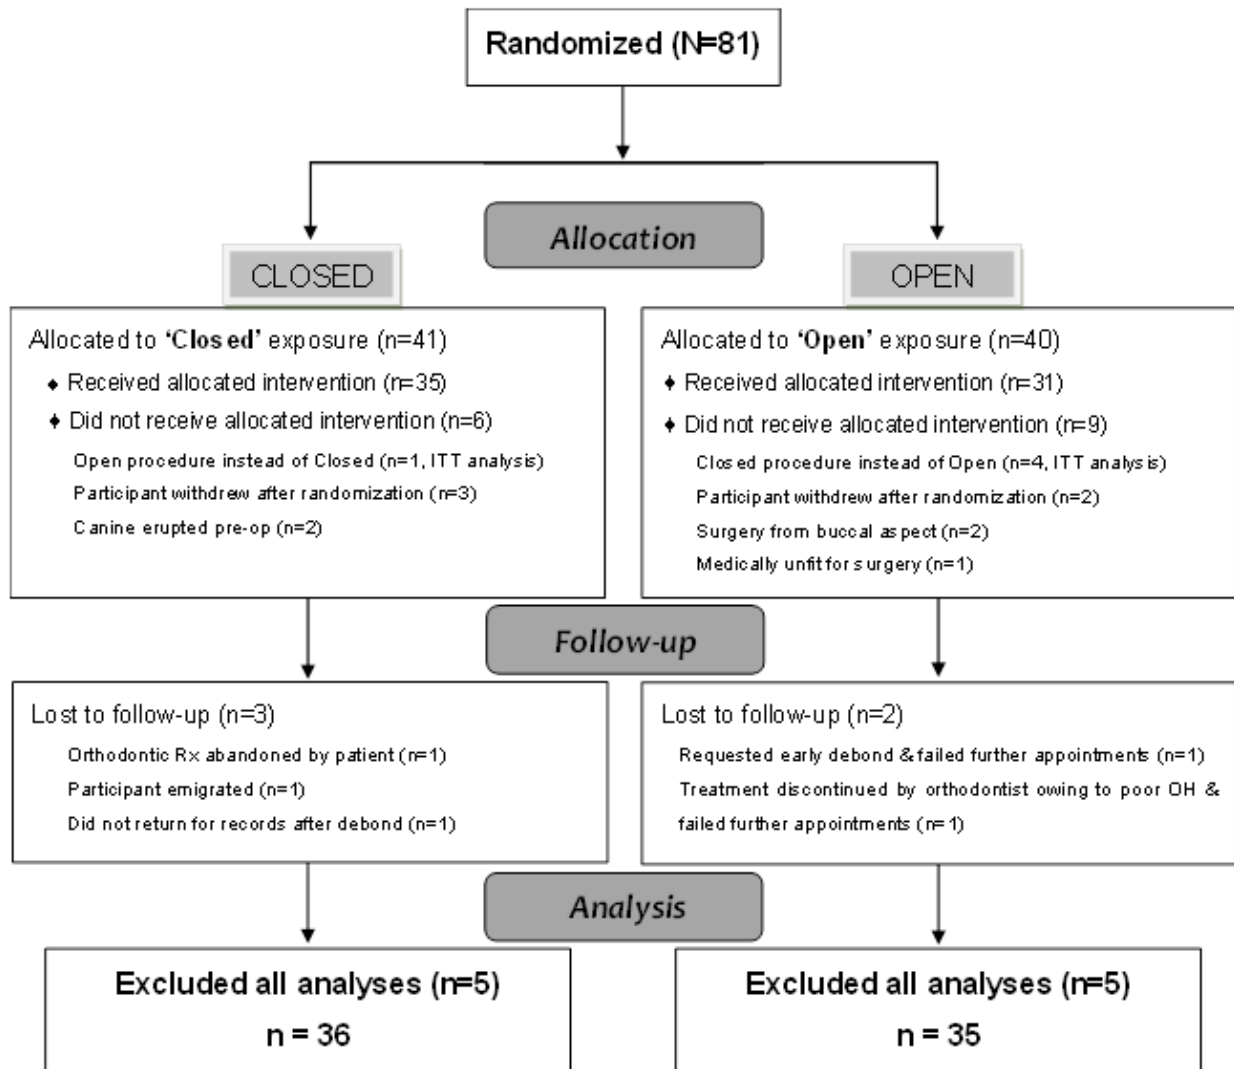 Randomized (N=81)
Allocation
CLOSED
OPEN
Allocated to ‘Closed’ exposure (n=41)
♦ Received allocated intervention (n=35)
♦ Did not receive allocated intervention (n=6)
Open procedure instead of Closed (n=1, ITT analysis)
Participant withdrew after randomization (n=3)
Canine erupted pre-op (n=2)
Allocated to ‘Open’ exposure (n=40)
♦ Received allocated intervention (n=31)
♦ Did not receive allocated intervention (n=9)
Closed procedure instead of Open (n=4, ITT analysis)
Participant withdrew after randomization (n=2)
Surgery from buccal aspect (n=2)
Medically unfit for surgery (n=1)
Follow-up
Lost to follow-up (n=3)
Orthodontic Rx abandoned by patient (n=1)
Participant emigrated (n=1)
Did not return for records after debond (n=1)
Lost to follow-up (n=2)
Requested early debond & failed further appointments (n=1)
Treatment discontinued by orthodontist owing to poor OH &
failed further appointments (n=1)
Analysis
Excluded all analyses (n=5)
n = 36
Excluded all analyses (n=5)
n = 35